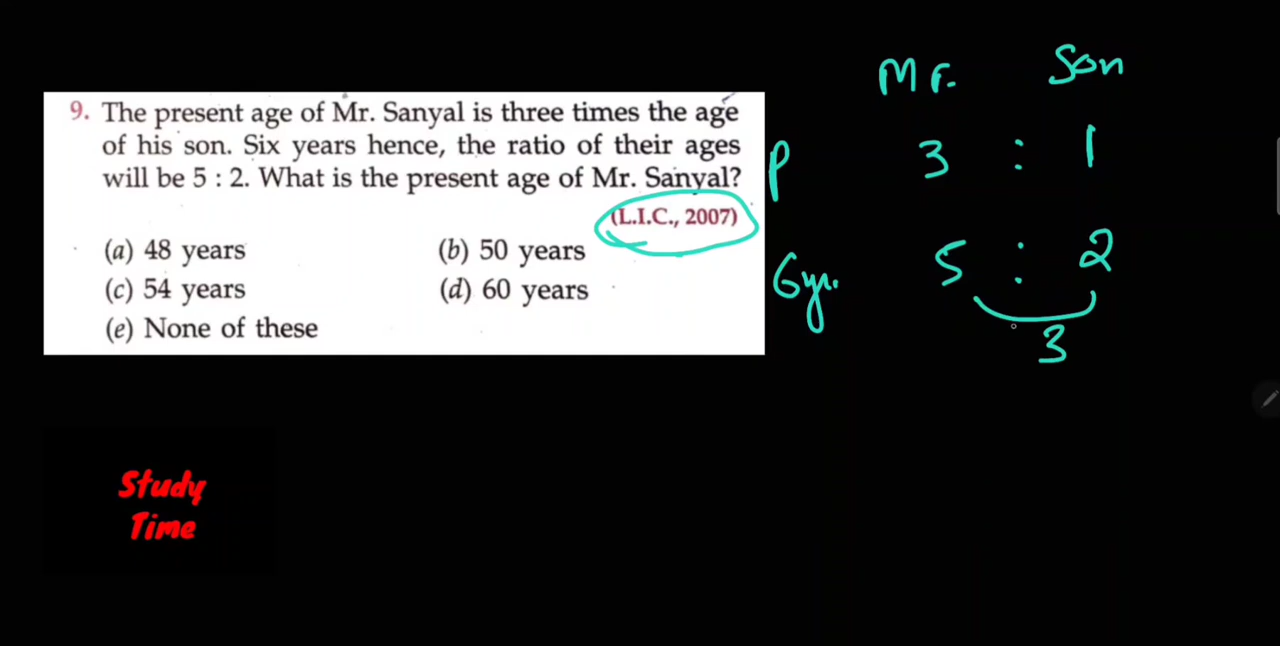 9. The present age of Mr. Sanyal is three times the age
of his son. Six years hence, the ratio of their ages
will be 5 : 2. What is the present age of Mr. Sanyal?
(L.I.C., 2007)
(a) 48 years (b) 50 years
(c) 54 years (d) 60 years
(e) None of these
Mr. Son
P 3 : 1
6yr. 5 : 2
3
Study
Time